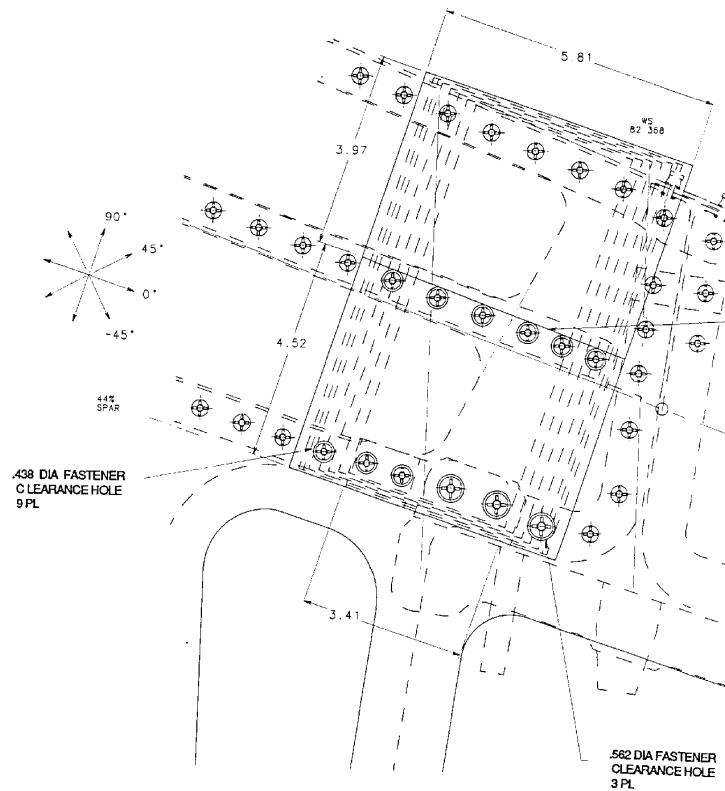 5.81
WS
82 368
3.97
90°
45°
0°
-45°
4.52
44%
SPAR
.438 DIA FASTENER
C LEARANCE HOLE
9 PL
3.41
.562 DIA FASTENER
CLEARANCE HOLE
3 PL